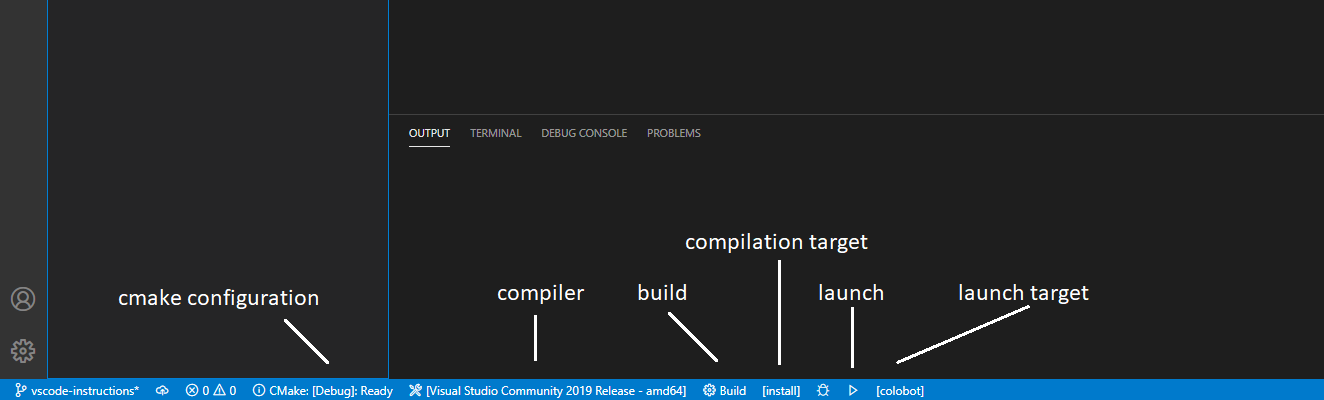 OUTPUT TERMINAL DEBUG CONSOLE PROBLEMS
compilation target
cmake configuration compiler build launch launch target
vscode-instructions* 0 0 CMake: [Debug]: Ready [Visual Studio Community 2019 Release - amd64] Build [install] [colobot]